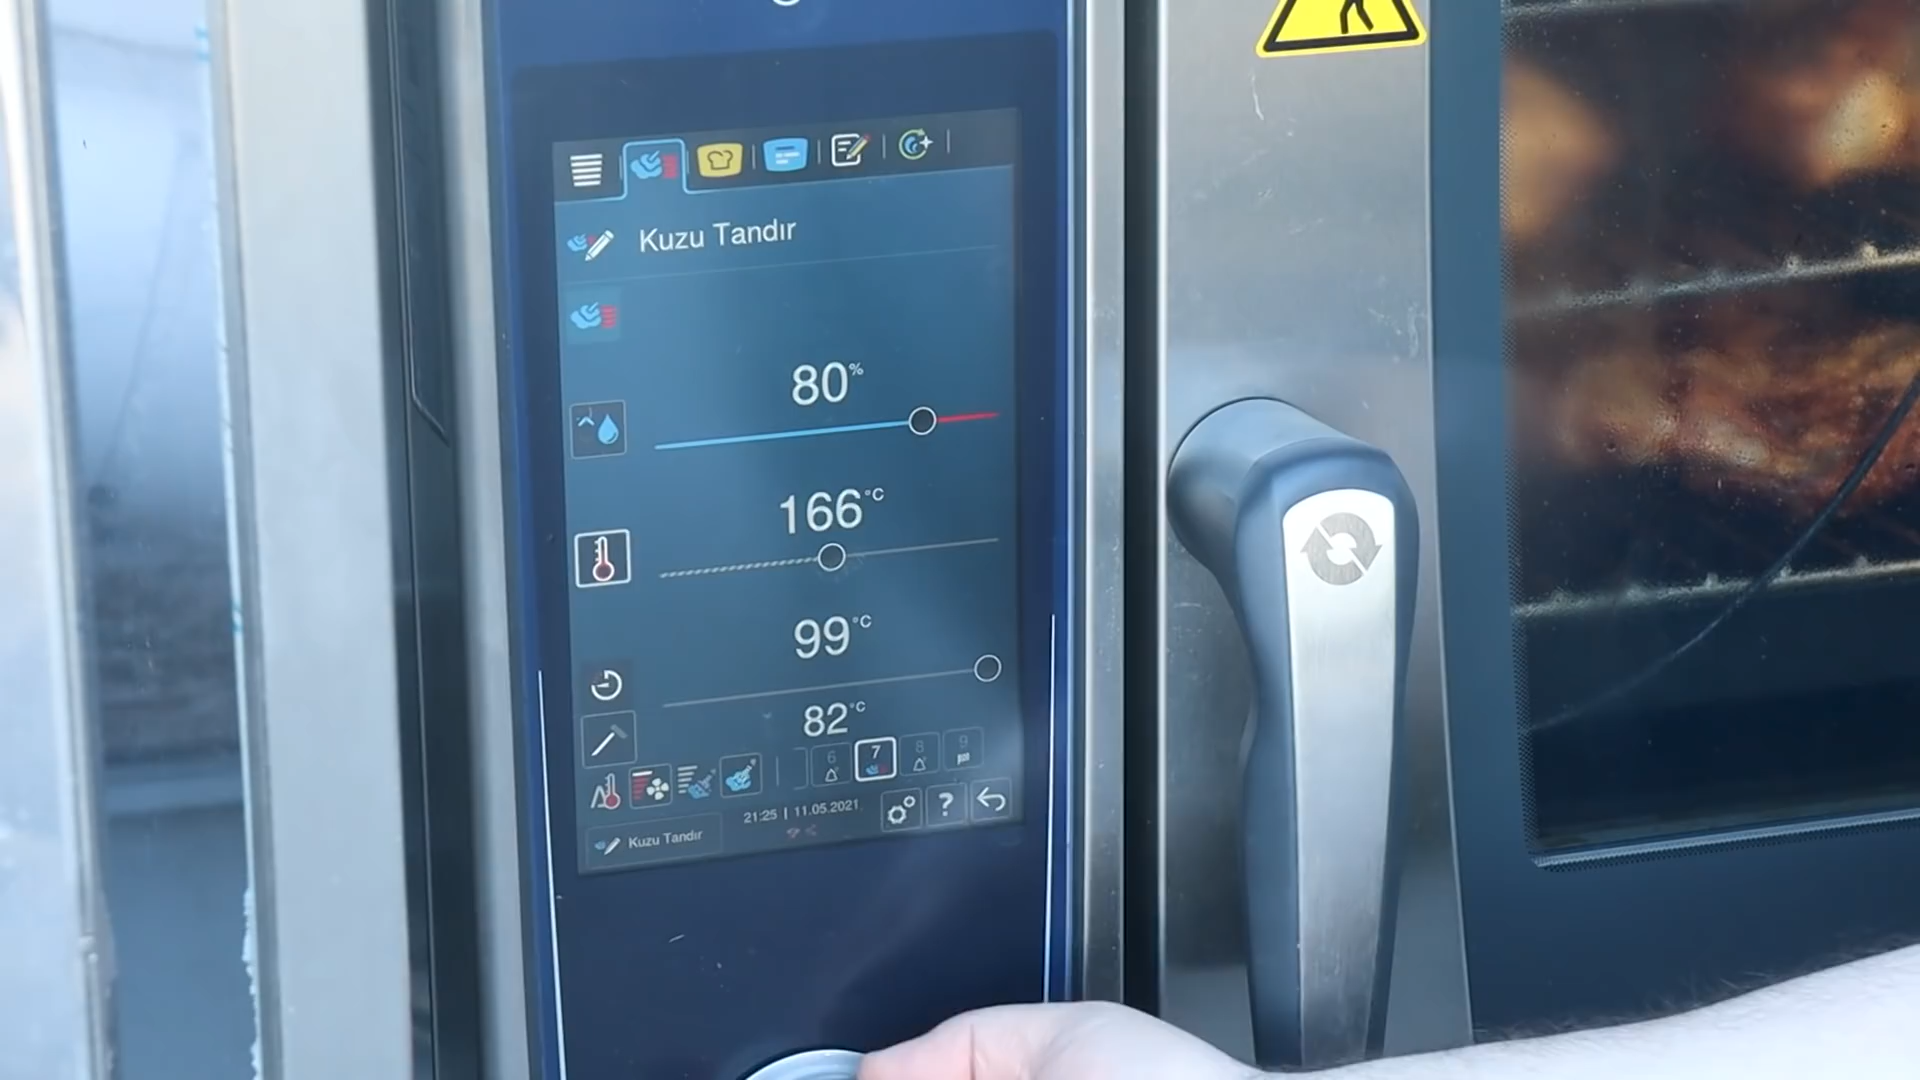 Kuzu Tandır
80%
166°C
99°C
82°C
6 7 8 9
21:25 | 11.05.2021
?
Kuzu Tandır